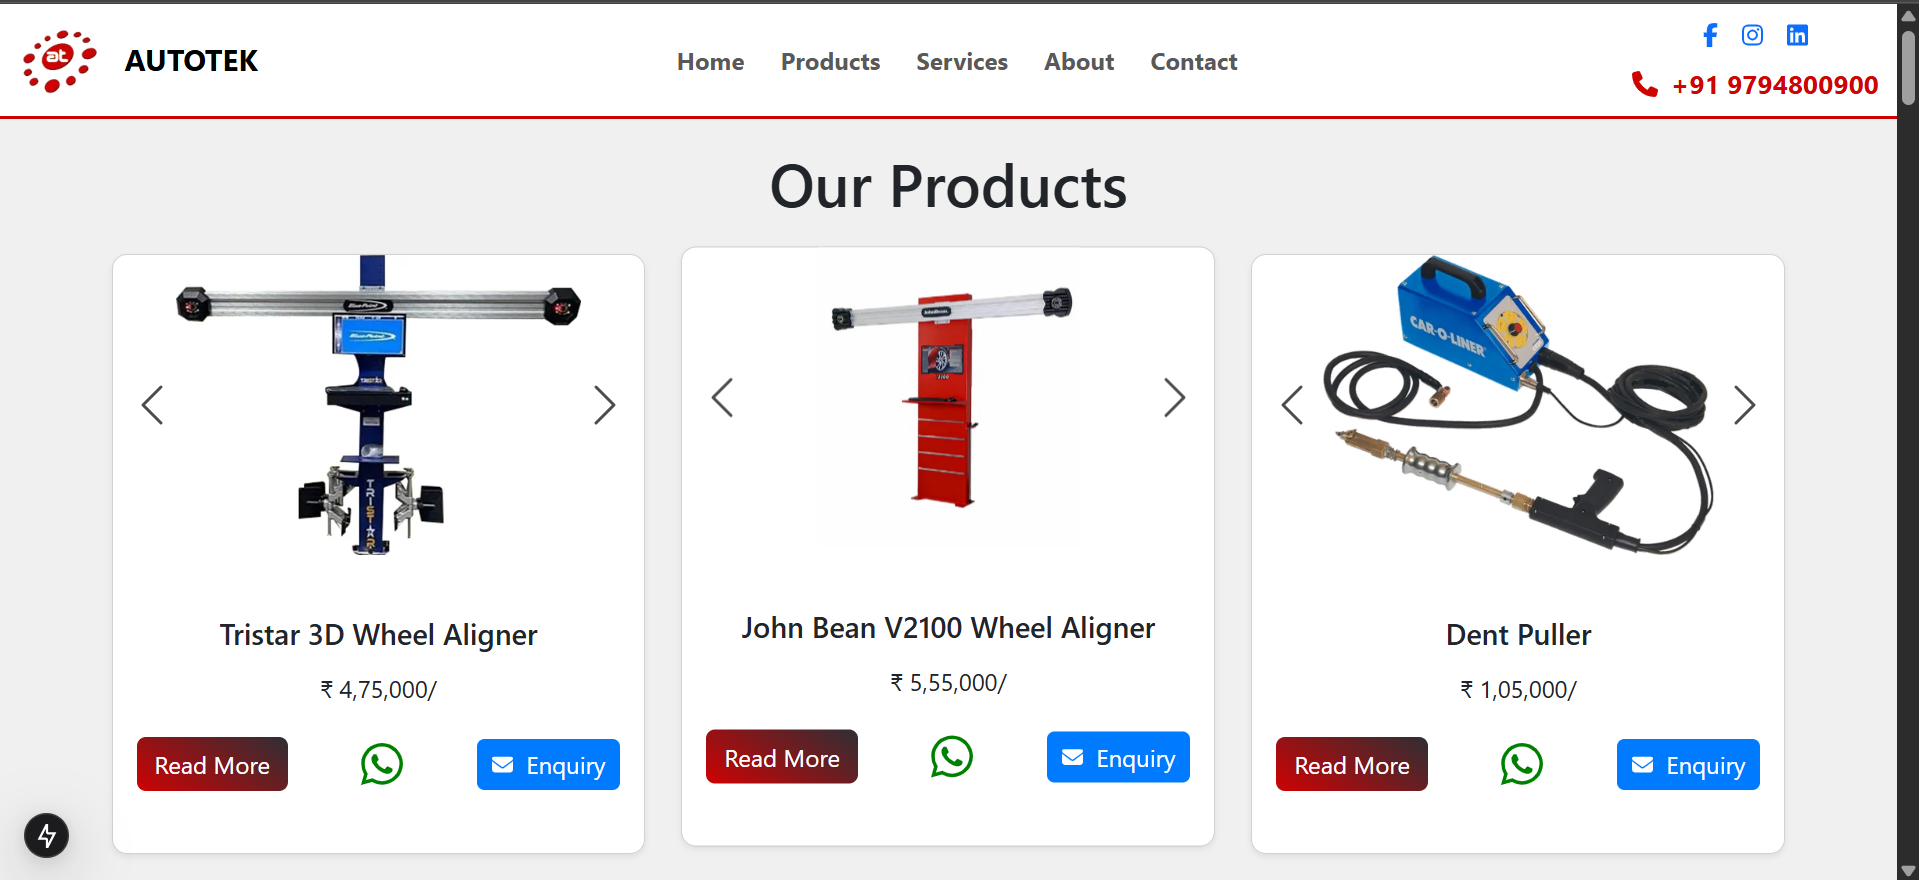 at
AUTOTEK
Home Products Services About Contact
+91 9794800900
Our Products
TRISTAR
John Bean V2100 Wheel Aligner
CAR-O-LINER
Tristar 3D Wheel Aligner
Dent Puller
₹ 4,75,000/
₹ 5,55,000/
₹ 1,05,000/
Read More
Enquiry
Read More
Enquiry
Read More
Enquiry